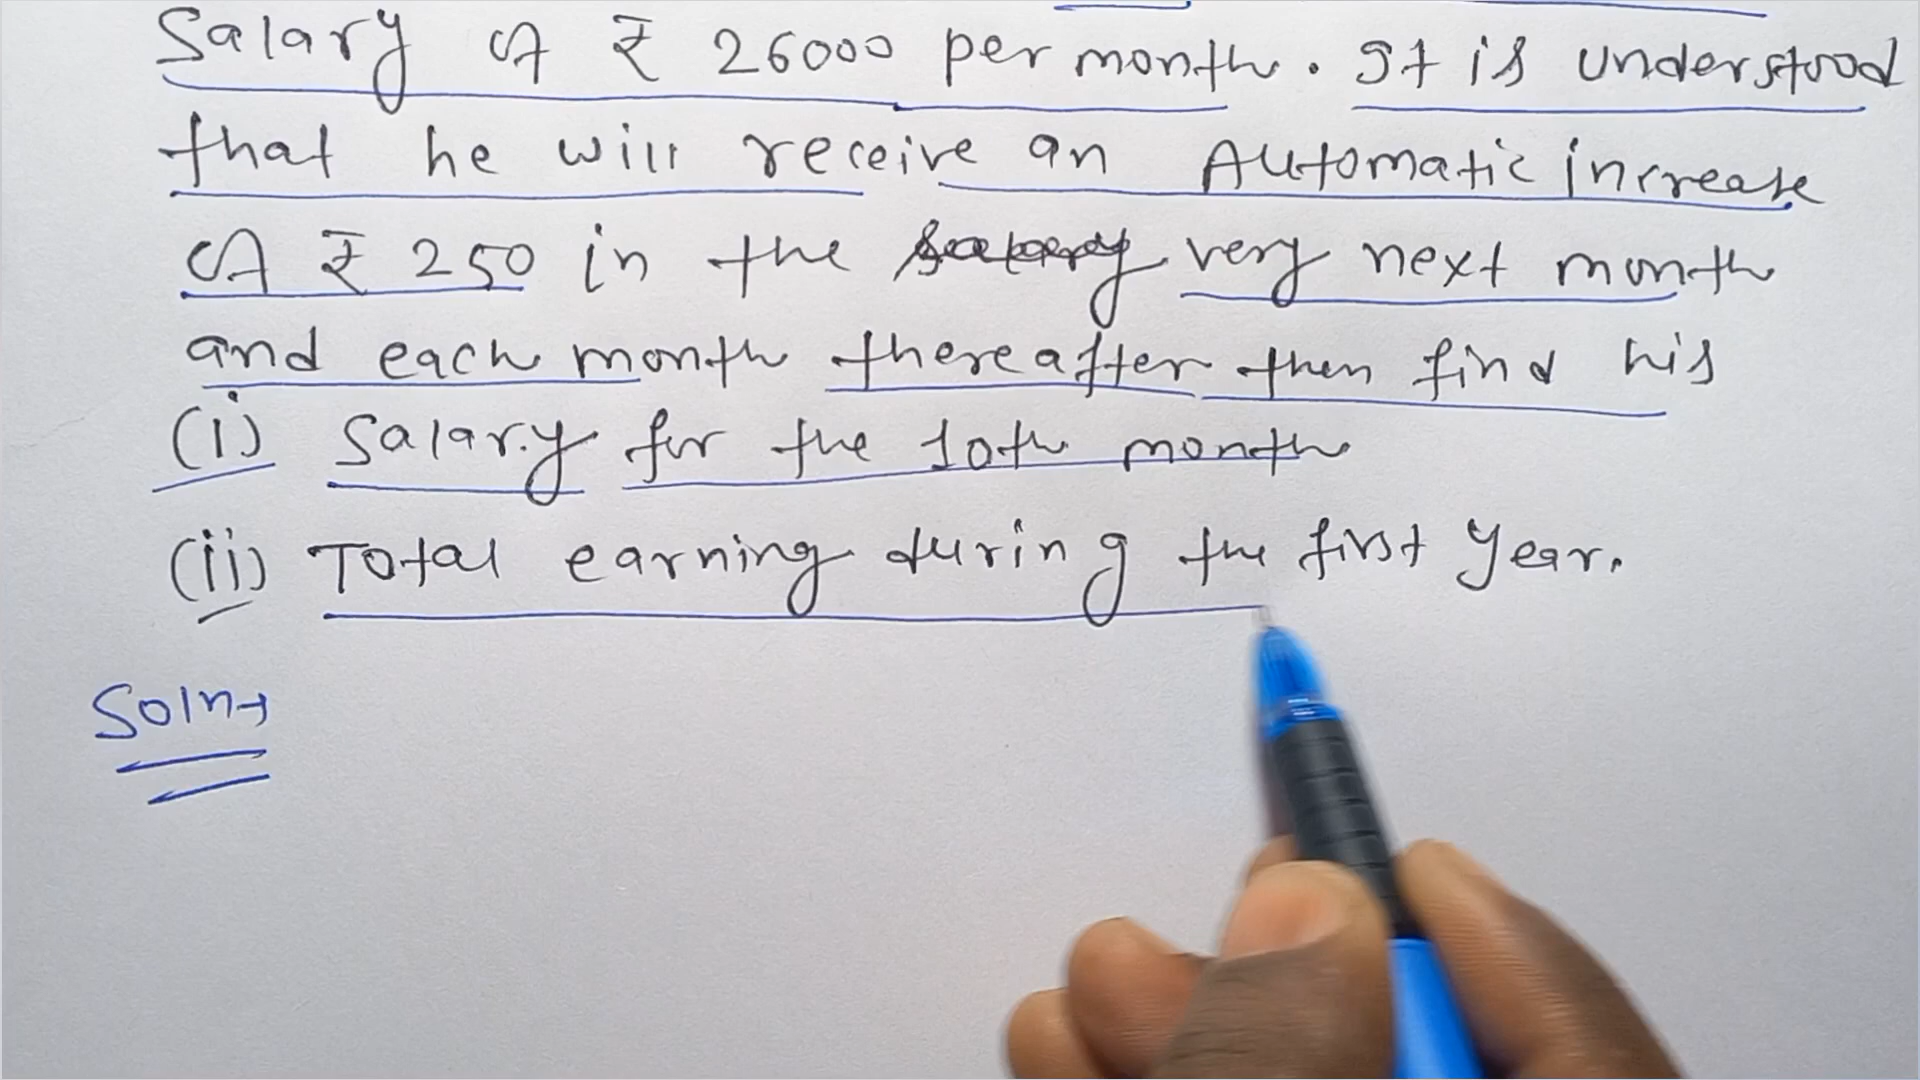 Salary of ₹ 26000 per month. It is understood
that he will receive an Automatic increase
of ₹ 250 in the very next month
and each month thereafter then find his
(i) Salary for the 10th month
(ii) Total earning during the first year.
Soln→